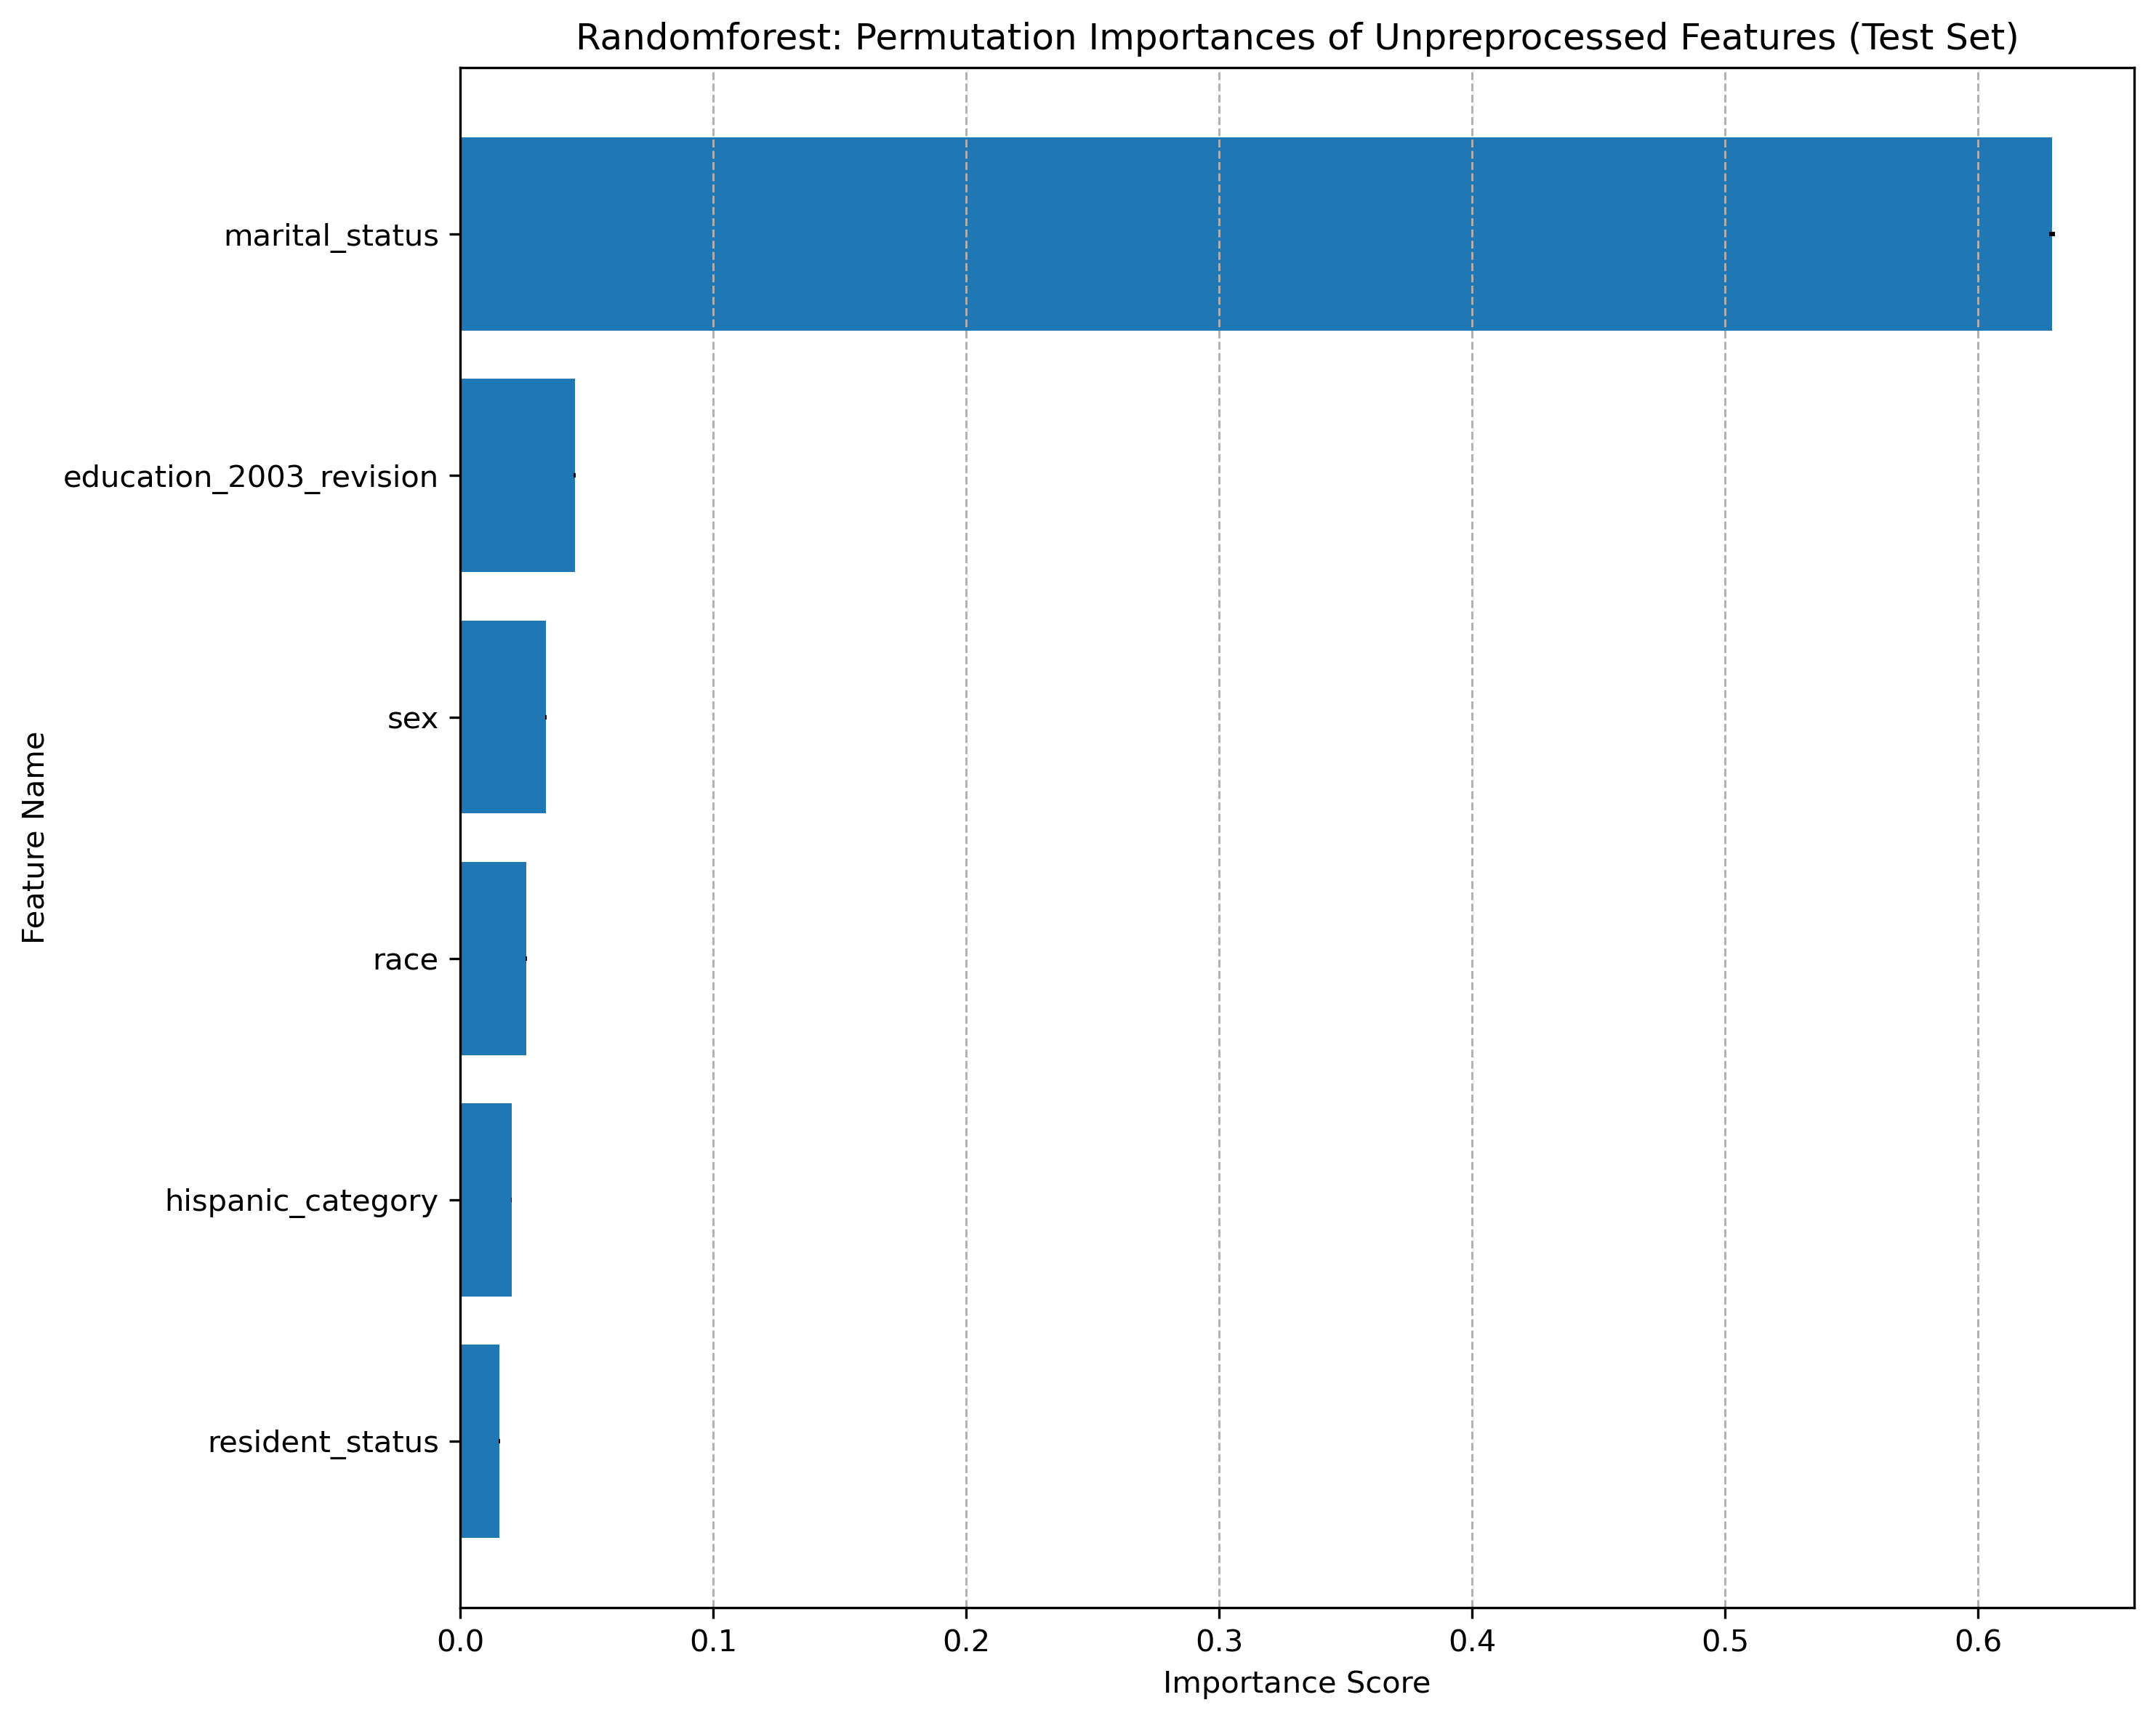 Randomforest: Permutation Importances of Unpreprocessed Features (Test Set)
marital_status
education_2003_revision
sex
race
hispanic_category
resident_status
Feature Name
0.0 0.1 0.2 0.3 0.4 0.5 0.6
Importance Score